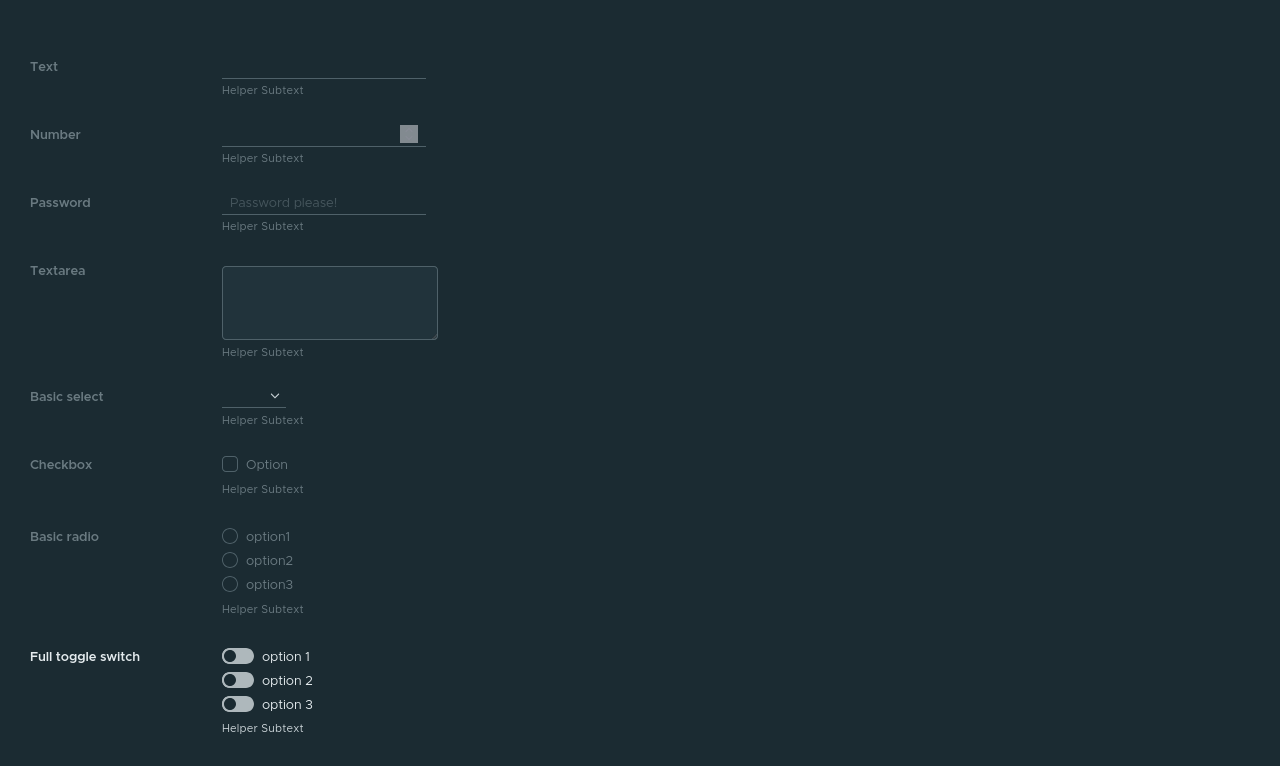 Text
Helper Subtext
Number
Helper Subtext
Password
Password please!
Helper Subtext
Textarea
Helper Subtext
Basic select
Helper Subtext
Checkbox
Option
Helper Subtext
Basic radio
option1
option2
option3
Helper Subtext
Full toggle switch
option 1
option 2
option 3
Helper Subtext